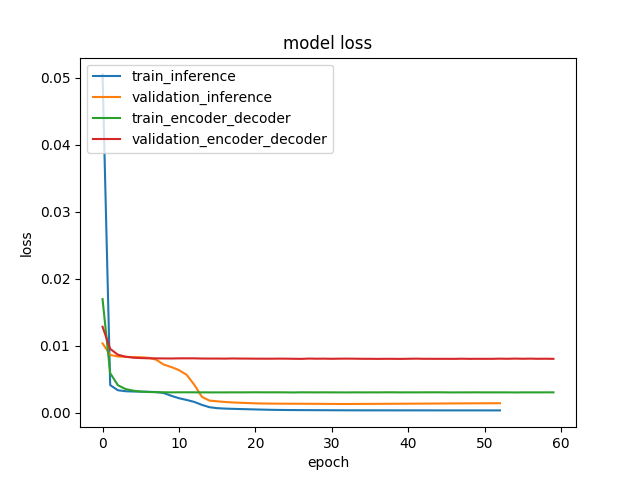 model loss
train_inference
validation_inference
train_encoder_decoder
validation_encoder_decoder
loss
0.05
0.04
0.03
0.02
0.01
0.00
0 10 20 30 40 50 60
epoch